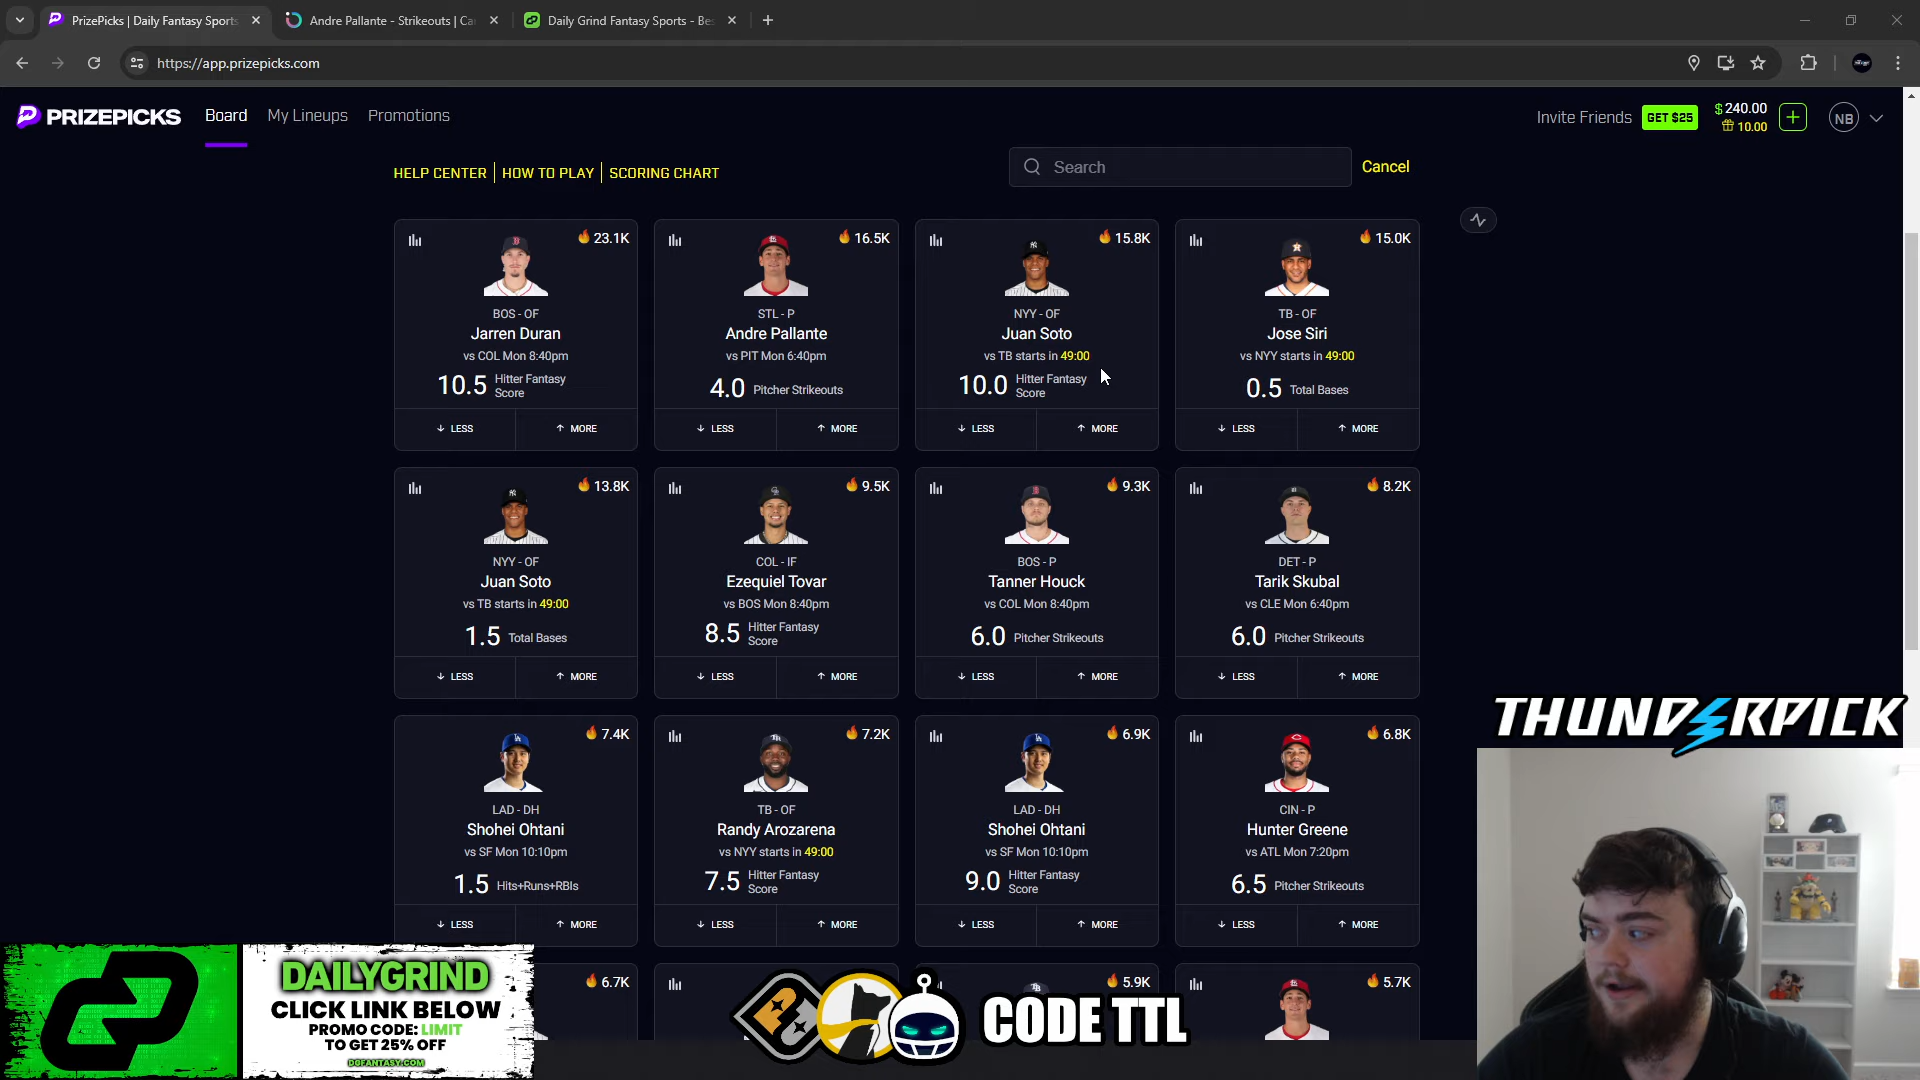 PrizePicks | Daily Fantasy Sports
Andre Pallante - Strikeouts | Ca
Daily Grind Fantasy Sports - Bes
https://app.prizepicks.com
PRIZEPICKS
Board
My Lineups
Promotions
Invite Friends
GET $25
$240.00
10.00
NB
HELP CENTER
HOW TO PLAY
SCORING CHART
Search
Cancel
23.1K
BOS - OF
Jarren Duran
vs COL Mon 8:40pm
10.5 Hitter Fantasy Score
LESS
MORE
16.5K
STL - P
Andre Pallante
vs PIT Mon 6:40pm
4.0 Pitcher Strikeouts
LESS
MORE
15.8K
NYY - OF
Juan Soto
vs TB starts in 49:00
10.0 Hitter Fantasy Score
LESS
MORE
15.0K
TB - OF
Jose Siri
vs NYY starts in 49:00
0.5 Total Bases
LESS
MORE
13.8K
NYY - OF
Juan Soto
vs TB starts in 49:00
1.5 Total Bases
LESS
MORE
9.5K
COL - IF
Ezequiel Tovar
vs BOS Mon 8:40pm
8.5 Hitter Fantasy Score
LESS
MORE
9.3K
BOS - P
Tanner Houck
vs COL Mon 8:40pm
6.0 Pitcher Strikeouts
LESS
MORE
8.2K
DET - P
Tarik Skubal
vs CLE Mon 6:40pm
6.0 Pitcher Strikeouts
LESS
MORE
7.4K
LAD - DH
Shohei Ohtani
vs SF Mon 10:10pm
1.5 Hits+Runs+RBIs
LESS
MORE
7.2K
TB - OF
Randy Arozarena
vs NYY starts in 49:00
7.5 Hitter Fantasy Score
LESS
MORE
6.9K
LAD - DH
Shohei Ohtani
vs SF Mon 10:10pm
9.0 Hitter Fantasy Score
LESS
MORE
6.8K
CIN - P
Hunter Greene
vs ATL Mon 7:20pm
6.5 Pitcher Strikeouts
LESS
MORE
6.7K
5.9K
5.7K
THUNDERPICK
DAILYGRIND
CLICK LINK BELOW
PROMO CODE: LIMIT
TO GET 25% OFF
DGFANTASY.COM
CODE TTL